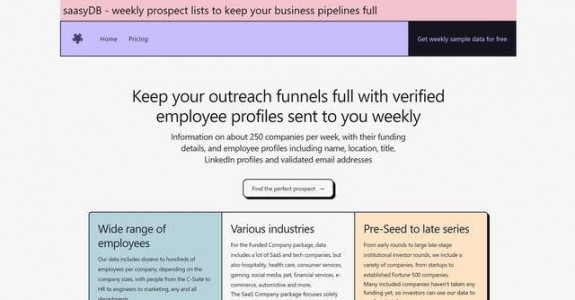 saasyDB - weekly prospect lists to keep your business pipelines full
Home Pricing Get weekly sample data for free
Keep your outreach funnels full with verified
employee profiles sent to you weekly
Information on about 250 companies per week, with their funding
details, and employee profiles including name, location, title,
LinkedIn profiles and validated email addresses
Find the perfect prospect →
Wide range of
employees
Our data includes dozens to hundreds of
employees per company, depending on the
company sizes, with people from the C-Suite to
HR to engineers to marketing, any and all
departments
Various industries
For the Funded Company package, data
includes a lot of SaaS and tech companies, but
also hospitality, health care, consumer services,
gaming, social media, pet, financial services, e-
commerce, automotive and more.
The SaaS Company package focuses solely
Pre-Seed to late series
From early rounds to large late-stage
institutional investor rounds, we include a
variety of companies, from startups to
established Fortune 500 companies.
Many included companies haven't taken any
funding yet, so investors can use our data to